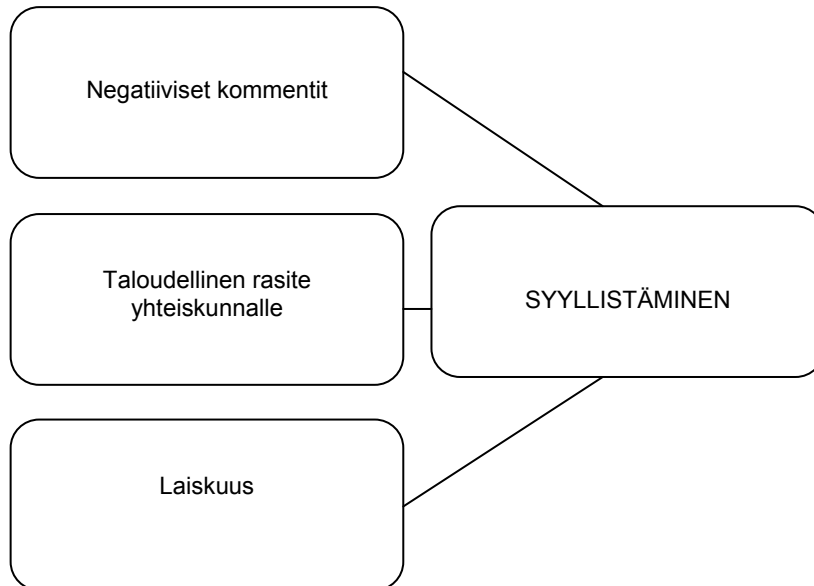 Negatiiviset kommentit
Taloudellinen rasite
yhteiskunnalle
SYYLLISTÄMINEN
Laiskuus